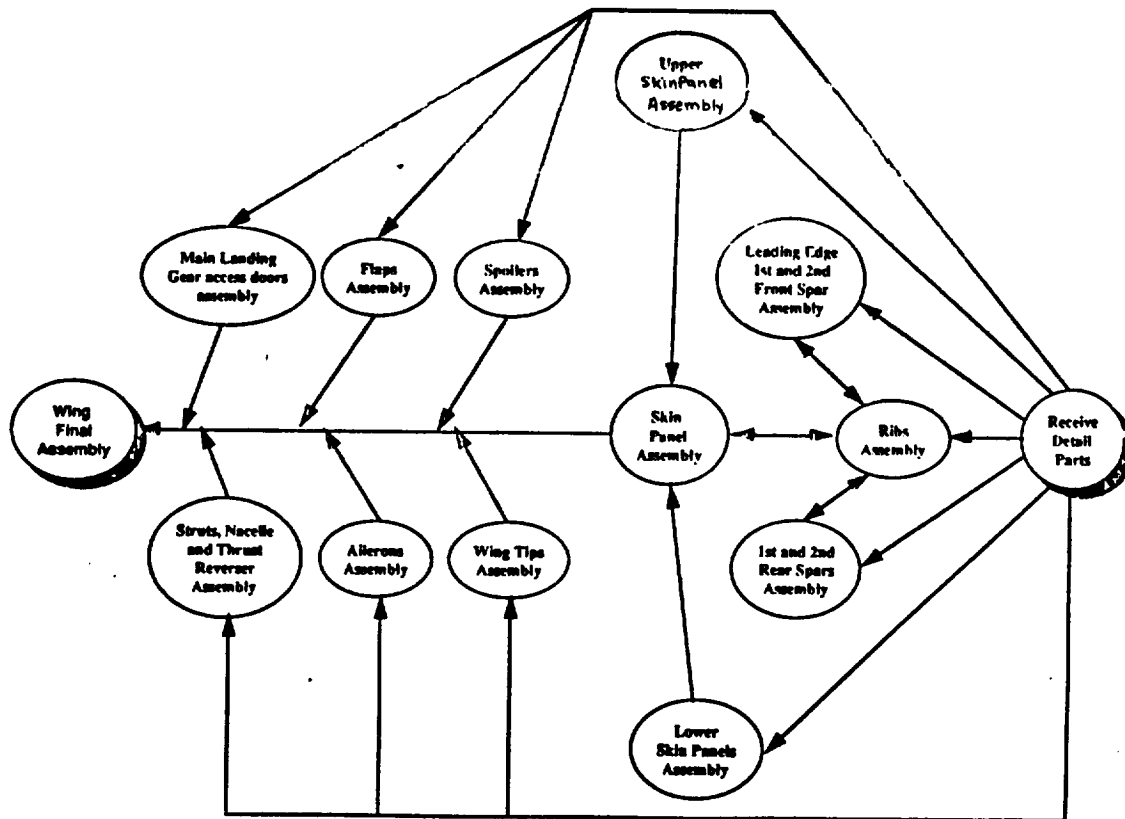 Upper
SkinPanel
Assembly
Main Landing
Gear access doors
assembly
Flaps
Assembly
Spoilers
Assembly
Leading Edge
1st and 2nd
Front Spar
Assembly
Wing
Final
Assembly
Skin
Panel
Assembly
Ribs
Assembly
Receive
Detail
Parts
Struts, Nacelle
and Thrust
Reverser
Assembly
Ailerons
Assembly
Wing Tips
Assembly
1st and 2nd
Rear Spars
Assembly
Lower
Skin Panels
Assembly